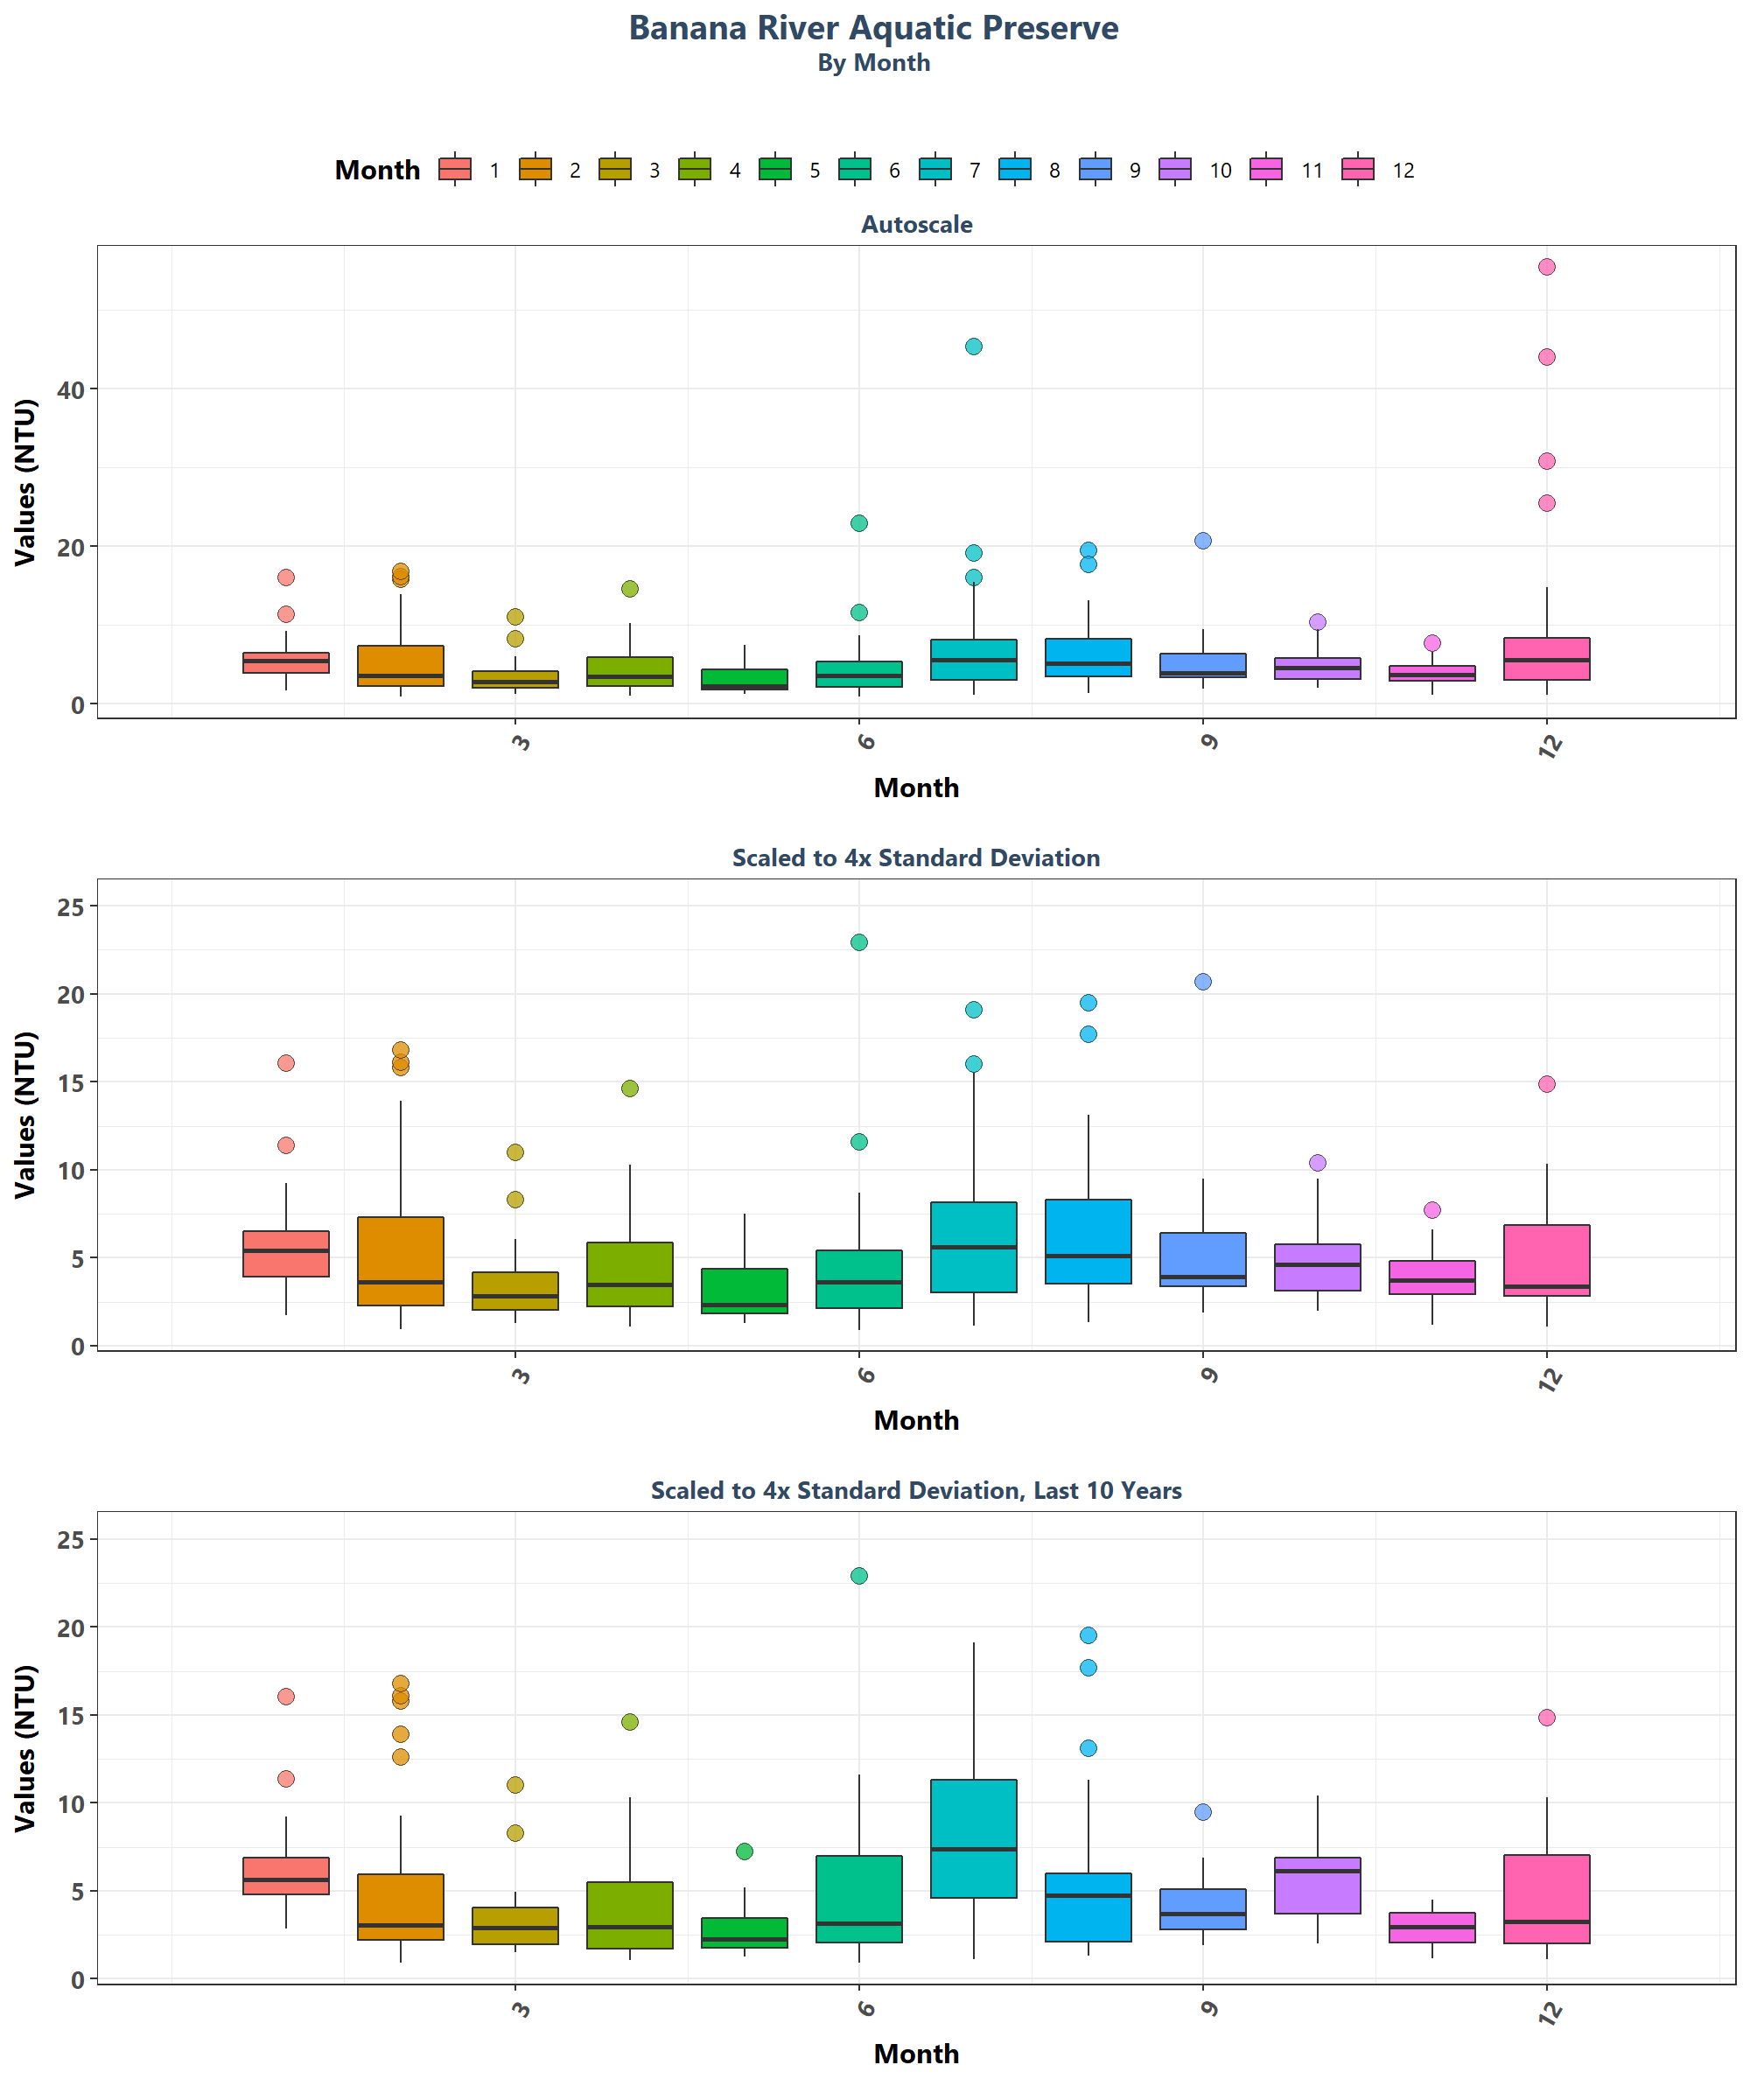 Banana River Aquatic Preserve
By Month
Month 1 2 3 4 5 6 7 8 9 10 11 12
Autoscale
Values (NTU)
40
20
0
3 6 9 12
Month
Scaled to 4x Standard Deviation
Values (NTU)
25
20
15
10
5
0
3 6 9 12
Month
Scaled to 4x Standard Deviation, Last 10 Years
Values (NTU)
25
20
15
10
5
0
3 6 9 12
Month